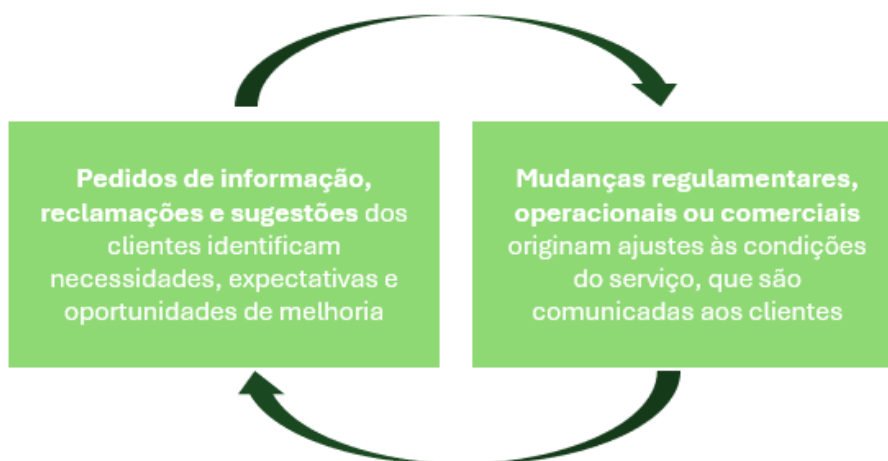 Pedidos de informação,
reclamações e sugestões dos
clientes identificam
necessidades, expectativas e
oportunidades de melhoria
Mudanças regulamentares,
operacionais ou comerciais
originam ajustes às condições
do serviço, que são
comunicadas aos clientes